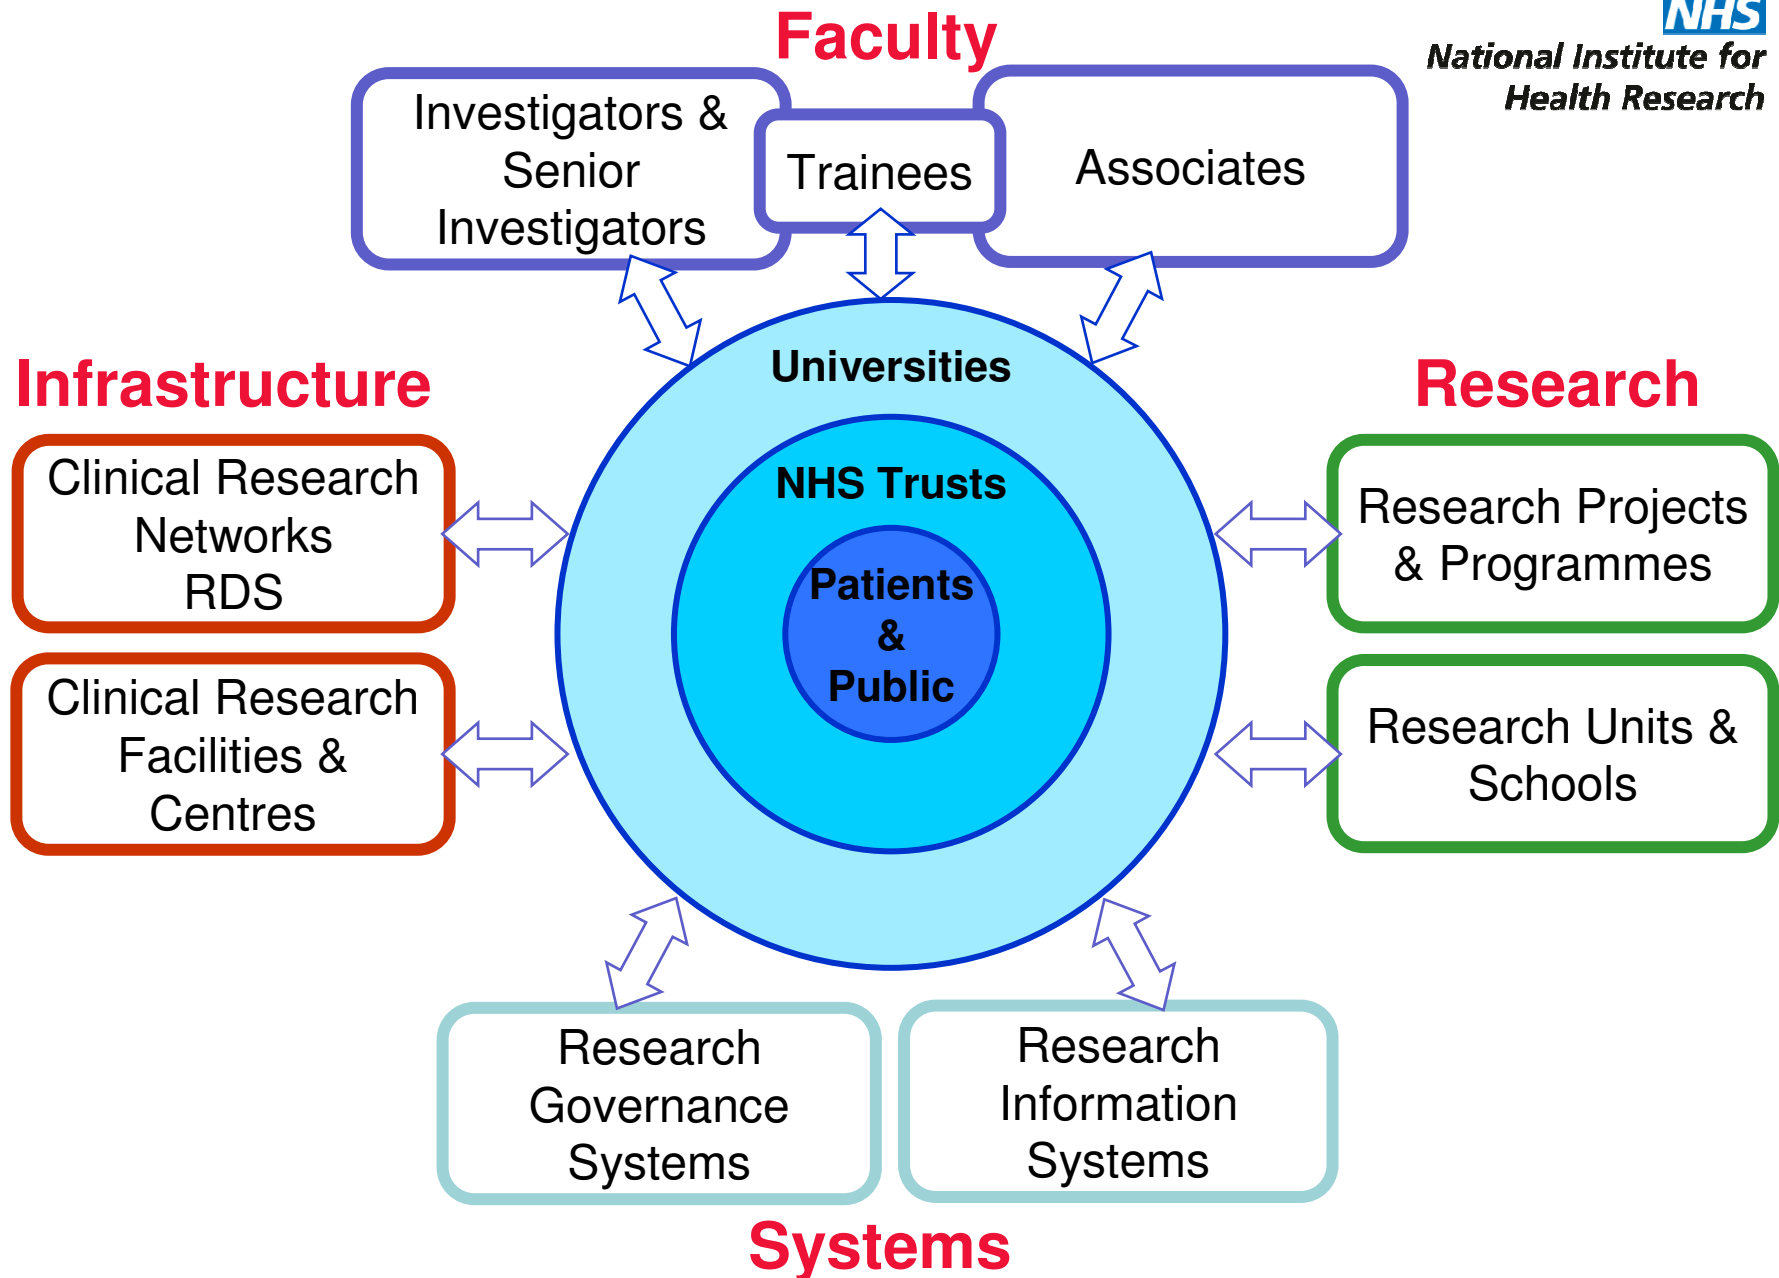 Faculty
NHS
National Institute for
Health Research
Investigators &
Senior
Investigators
Trainees
Associates
Infrastructure
Clinical Research
Networks
RDS
Clinical Research
Facilities &
Centres
Universities
NHS Trusts
Patients
&
Public
Research
Research Projects
& Programmes
Research Units &
Schools
Research
Governance
Systems
Research
Information
Systems
Systems